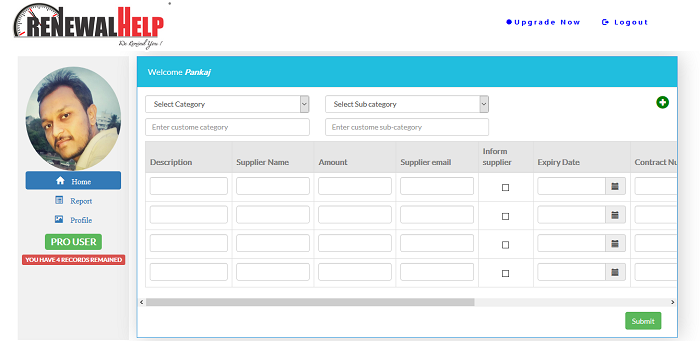 RENEWALHELP
We Remind You !
Upgrade Now
Logout
Welcome Pankaj
Select Category
Select Sub category
Enter custome category
Enter custome sub-category
Description
Supplier Name
Amount
Supplier email
Inform supplier
Expiry Date
Contract Nu
Home
Report
Profile
PRO USER
YOU HAVE 4 RECORDS REMAINED
Submit